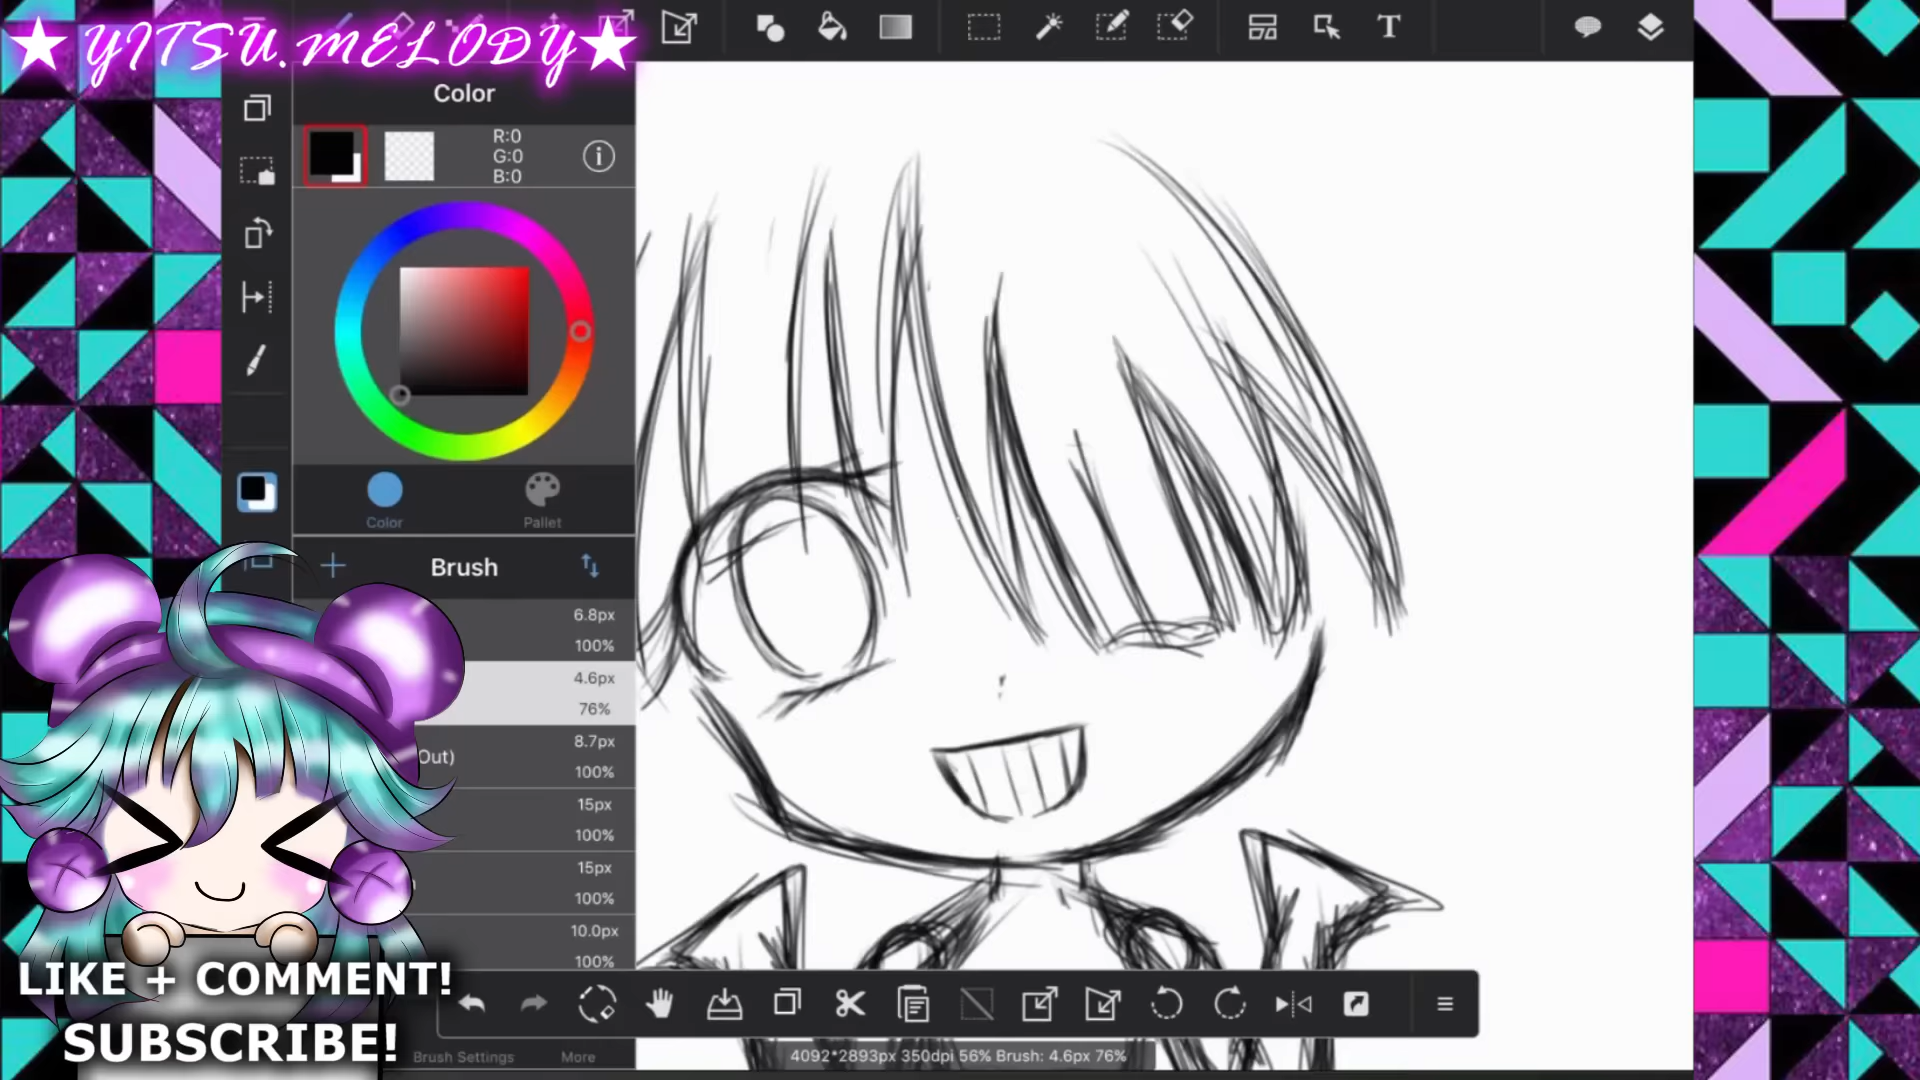 ★YITSU.MELODY★
Color
R:0
G:0
B:0
Color
Pallet
Brush
6.8px
100%
4.6px
76%
Out)
8.7px
100%
15px
100%
15px
100%
10.0px
100%
T
LIKE + COMMENT!
SUBSCRIBE!
Brush Settings
More
4092*2893px 350dpi 56% Brush: 4.6px 76%